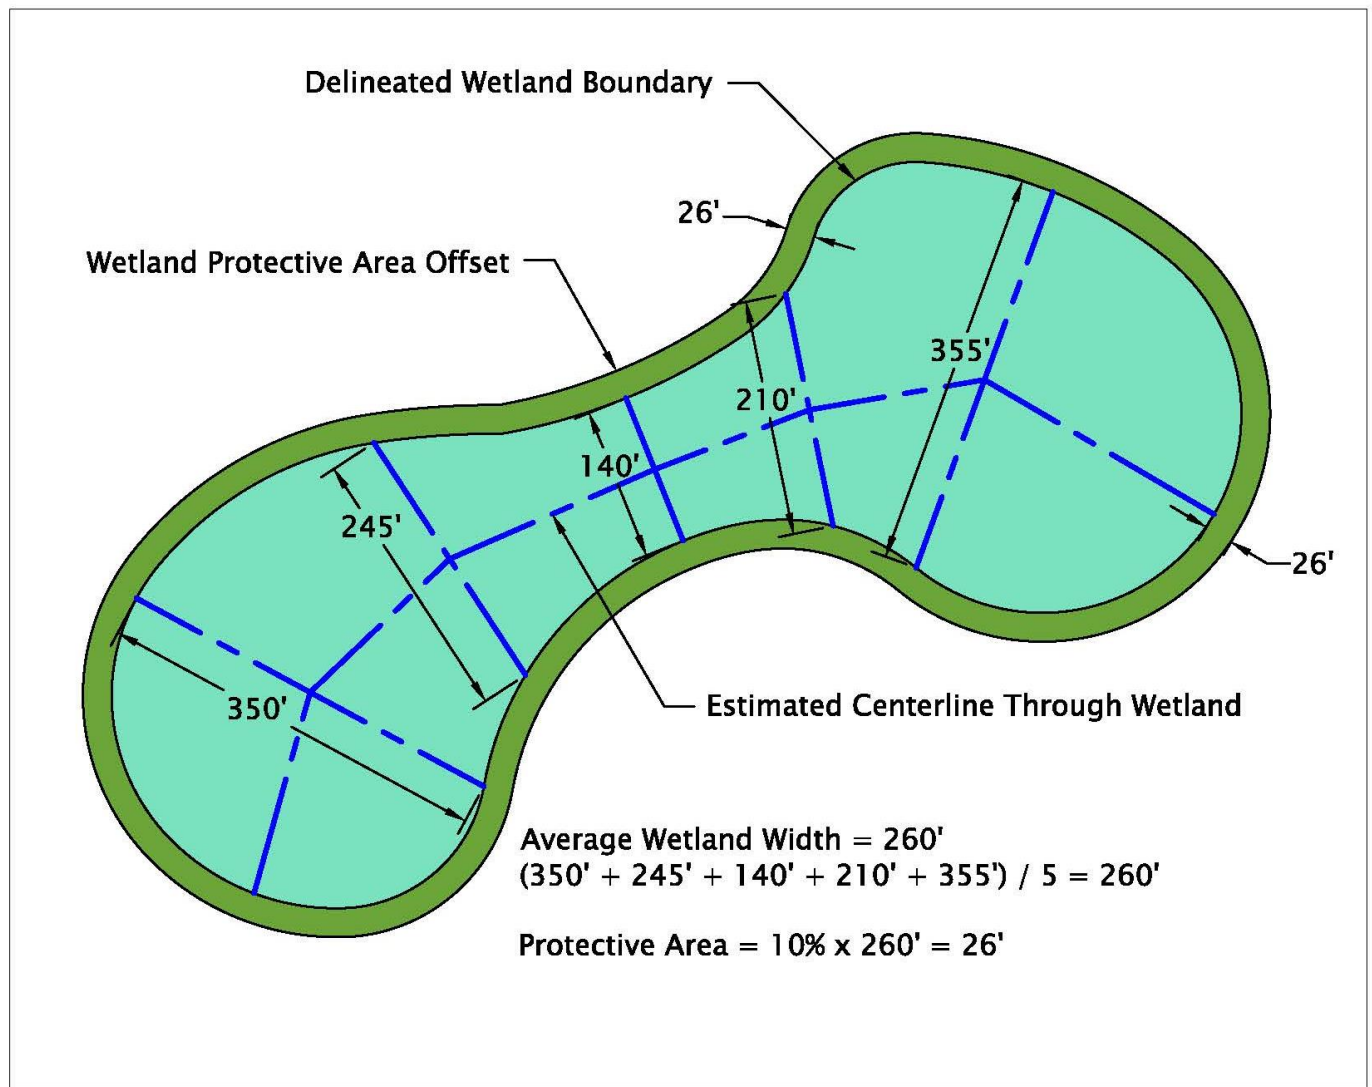 Delineated Wetland Boundary
26'
Wetland Protective Area Offset
355'
210'
140'
245'
26'
350'
Estimated Centerline Through Wetland
Average Wetland Width = 260'
(350' + 245' + 140' + 210' + 355') / 5 = 260'
Protective Area = 10% x 260' = 26'